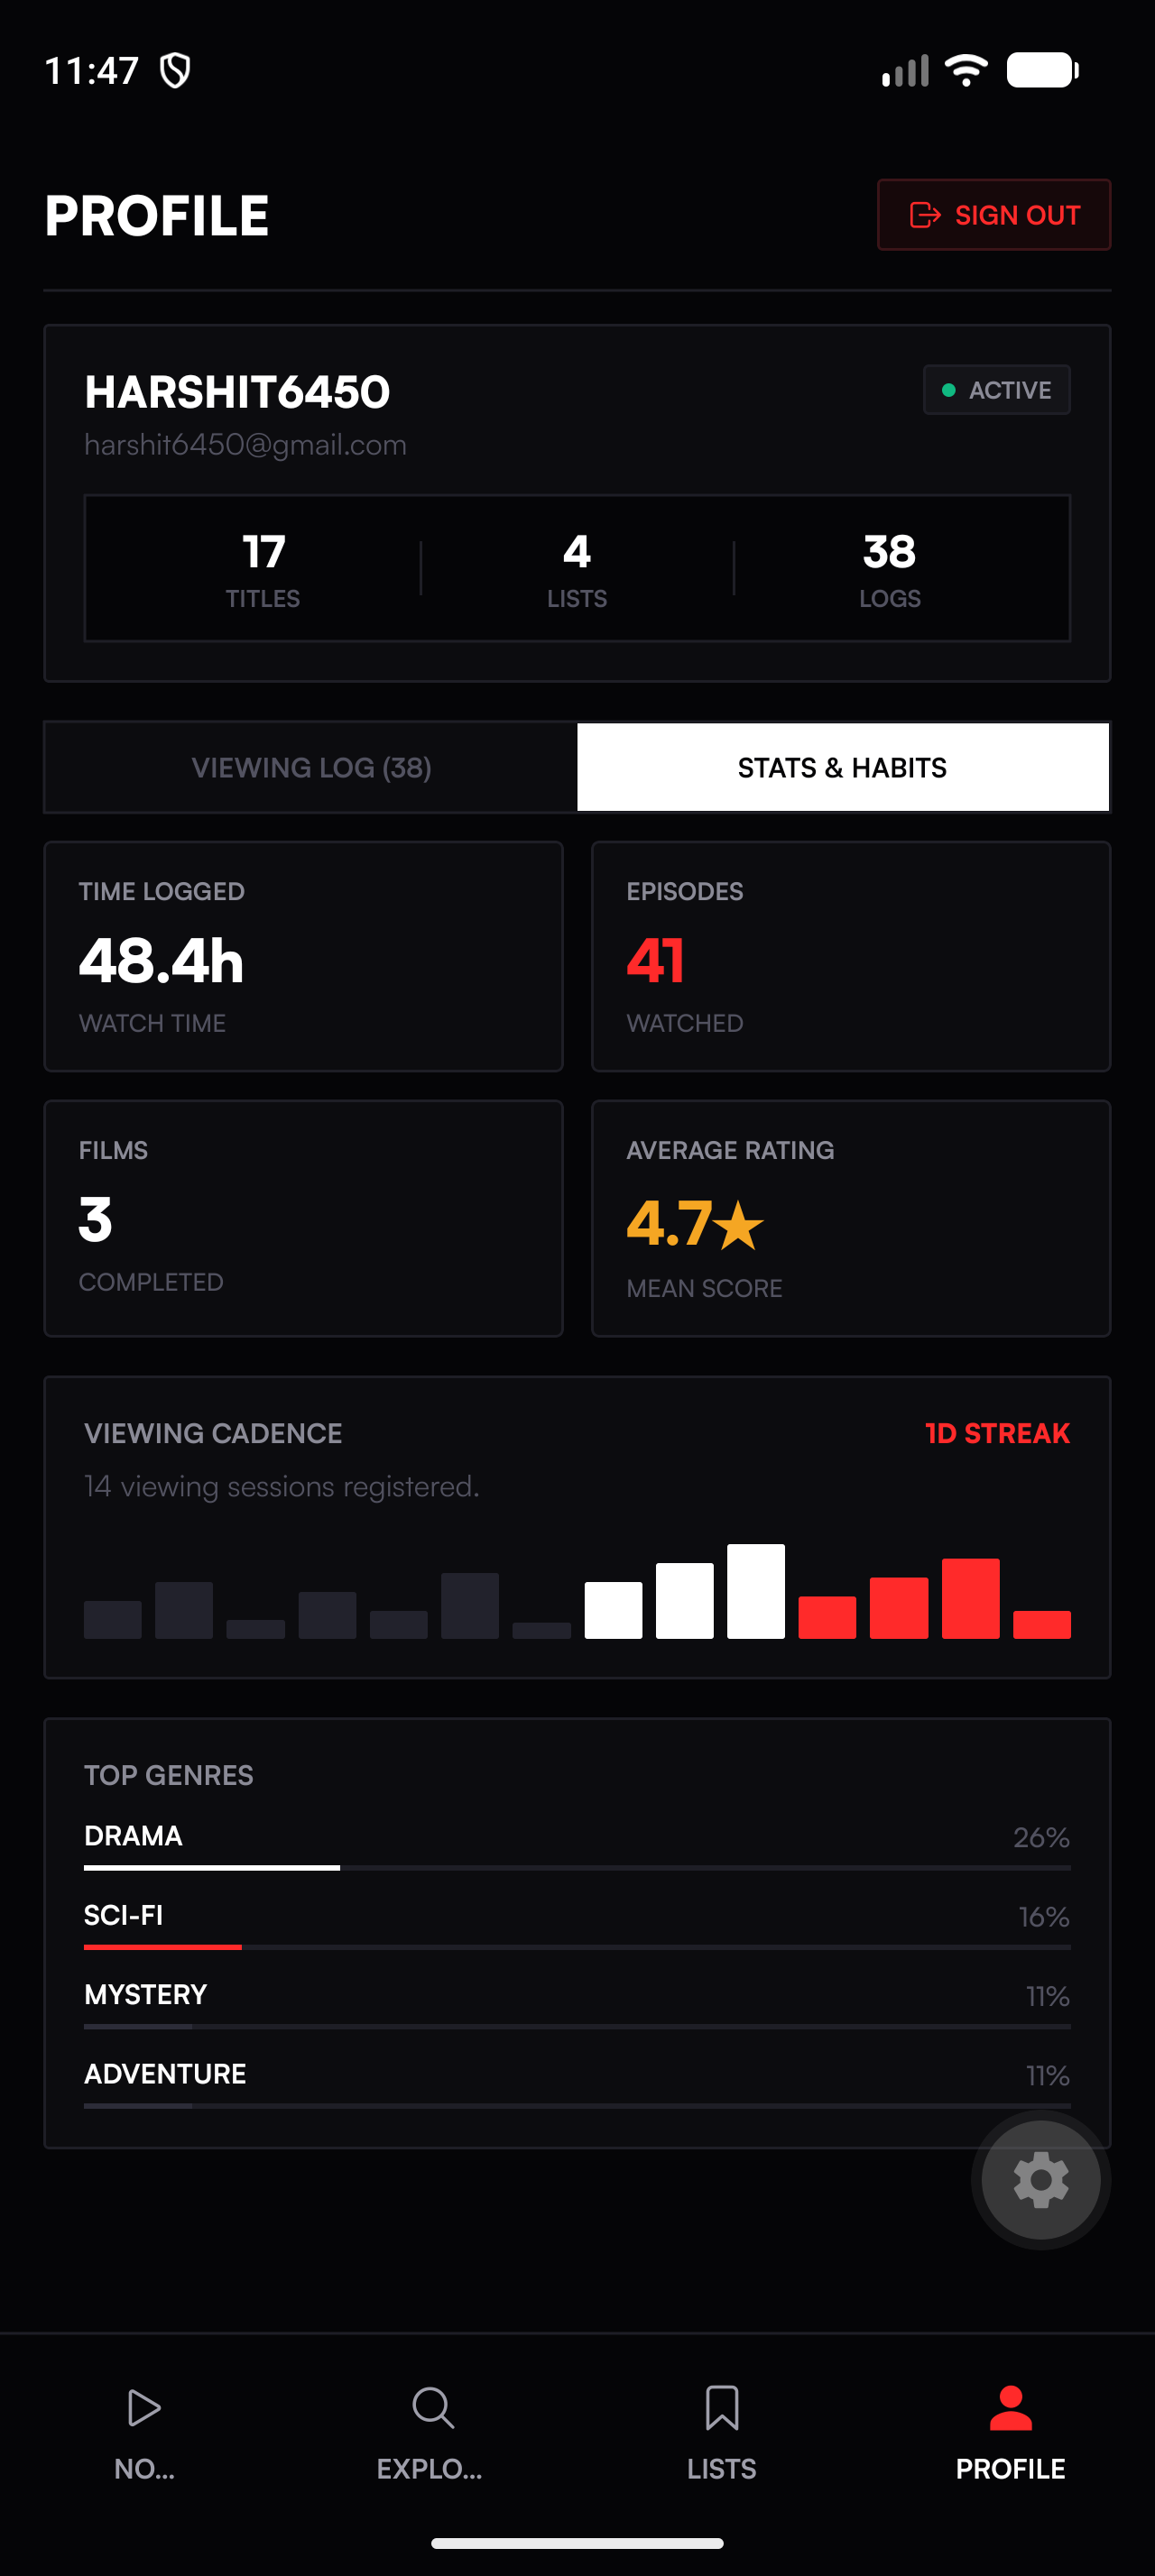 11:47
PROFILE
SIGN OUT
HARSHIT6450
ACTIVE
harshit6450@gmail.com
17
4
38
TITLES
LISTS
LOGS
VIEWING LOG (38)
STATS & HABITS
TIME LOGGED
48.4h
WATCH TIME
EPISODES
41
WATCHED
FILMS
3
COMPLETED
AVERAGE RATING
4.7★
MEAN SCORE
VIEWING CADENCE
1D STREAK
14 viewing sessions registered.
TOP GENRES
DRAMA
26%
SCI-FI
16%
MYSTERY
11%
ADVENTURE
11%
NO...
EXPLO...
LISTS
PROFILE